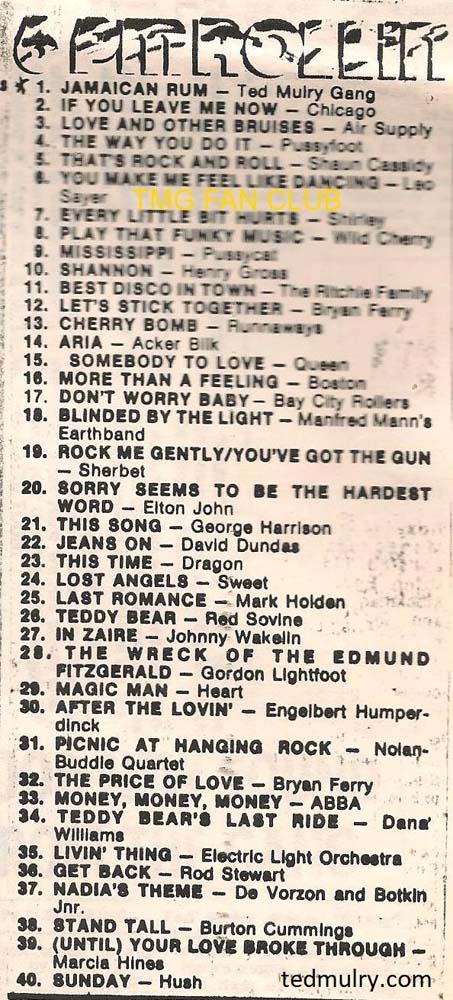 1. JAMAICAN RUM – Ted Mulry Gang
2. IF YOU LEAVE ME NOW – Chicago
3. LOVE AND OTHER BRUISES – Air Supply
4. THE WAY YOU DO IT – Pussyfoot
5. THAT'S ROCK AND ROLL – Shaun Cassidy
6. YOU MAKE ME FEEL LIKE DANCING – Leo
Sayer
TMG FAN CLUB
7. EVERY LITTLE BIT HURTS – Shirley
8. PLAY THAT FUNKY MUSIC – Wild Cherry
9. MISSISSIPPI – Pussycat
10. SHANNON – Henry Gross
11. BEST DISCO IN TOWN – The Ritchie Family
12. LET'S STICK TOGETHER – Bryan Ferry
13. CHERRY BOMB – Runnaways
14. ARIA – Acker Bilk
15. SOMEBODY TO LOVE – Queen
16. MORE THAN A FEELING – Boston
17. DON'T WORRY BABY – Bay City Rollers
18. BLINDED BY THE LIGHT – Manfred Mann's
Earthband
19. ROCK ME GENTLY/YOU'VE GOT THE GUN
– Sherbet
20. SORRY SEEMS TO BE THE HARDEST
WORD – Elton John
21. THIS SONG – George Harrison
22. JEANS ON – David Dundas
23. THIS TIME – Dragon
24. LOST ANGELS – Sweet
25. LAST ROMANCE – Mark Holden
26. TEDDY BEAR – Red Sovine
27. IN ZAIRE – Johnny Wakelin
28. THE WRECK OF THE EDMUND
FITZGERALD – Gordon Lightfoot
29. MAGIC MAN – Heart
30. AFTER THE LOVIN' – Engelbert Humper-
dinck
31. PICNIC AT HANGING ROCK – Nolan-
Buddle Quartet
32. THE PRICE OF LOVE – Bryan Ferry
33. MONEY, MONEY, MONEY – ABBA
34. TEDDY BEAR'S LAST RIDE – Dana
Williams
35. LIVIN' THING – Electric Light Orchestra
36. GET BACK – Rod Stewart
37. NADIA'S THEME – De Vorzon and Botkin
Jnr.
38. STAND TALL – Burton Cummings
39. (UNTIL) YOUR LOVE BROKE THROUGH –
Marcia Hines
40. SUNDAY – Hush
tedmulry.com